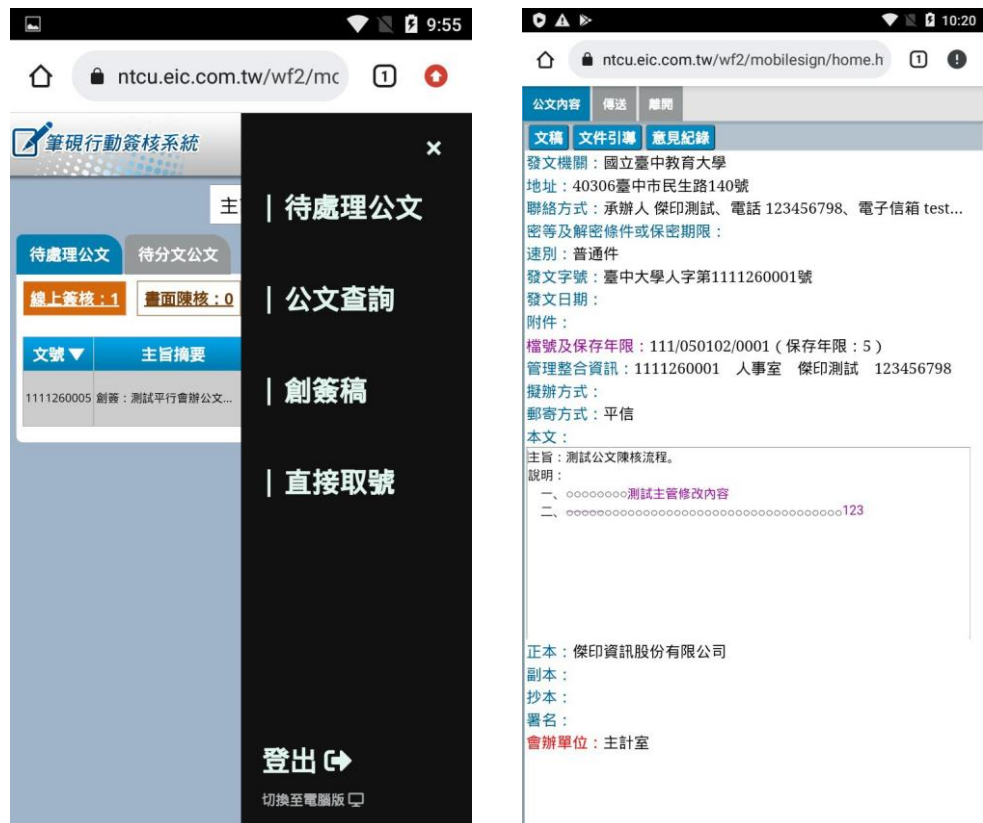 9:55
ntcu.eic.com.tw/wf2/mc
1
筆硯行動簽核系統
×
主
待處理公文
待分文公文
線上簽核：1
畫面陳核：0
文號▼
主旨摘要
1111260005
創簽：測試平行會辦公文...
| 待處理公文
| 公文查詢
| 創簽稿
| 直接取號
登出
切換至電腦版
10:20
ntcu.eic.com.tw/wf2/mobilesign/home.h
1
公文內容
傳送
離開
文稿
文件引導
意見紀錄
發文機關：國立臺中教育大學
地址：40306臺中市民生路140號
聯絡方式：承辦人 傑印測試、電話 123456798、電子信箱 test...
密等及解密條件或保密期限：
速別：普通件
發文字號：臺中大學人字第1111260001號
發文日期：
附件：
檔號及保存年限：111/050102/0001 ( 保存年限：5 )
管理整合資訊：1111260001 人事室 傑印測試 123456798
擬辦方式：
郵寄方式：平信
本文：
主旨：測試公文陳核流程。
說明：
一、○○○○○○○○測試主管修改內容
二、○○○○○○○○○○○○○○○○○○○○○○○○○○○○○○○○○○○○123
正本：傑印資訊股份有限公司
副本：
抄本：
署名：
會辦單位：主計室